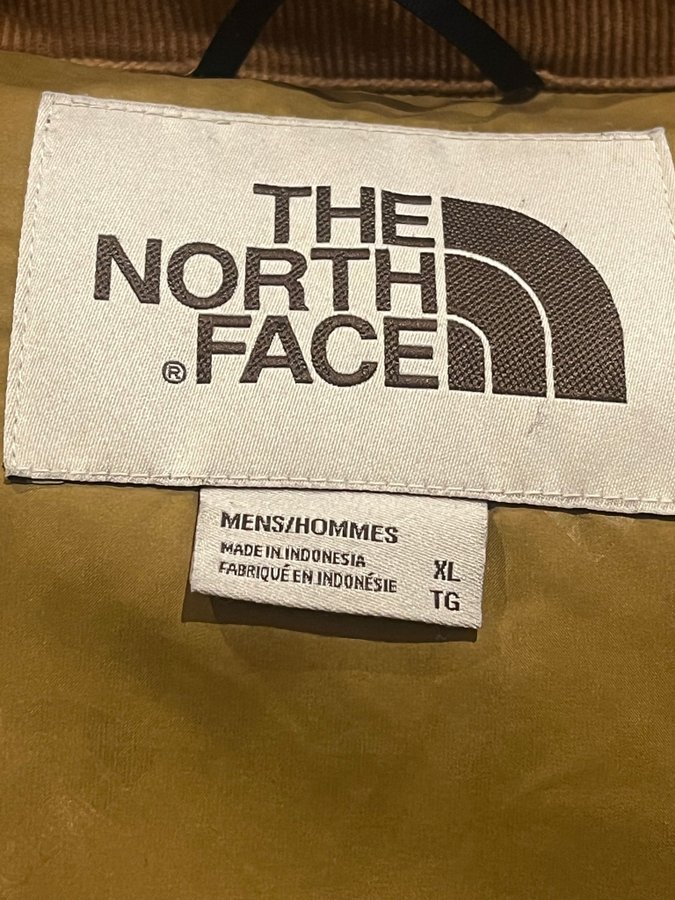 THE
NORTH
®FACE
MENS/HOMMES
MADE IN INDONESIA
FABRIQUÉ EN INDONÉSIE
XL
TG